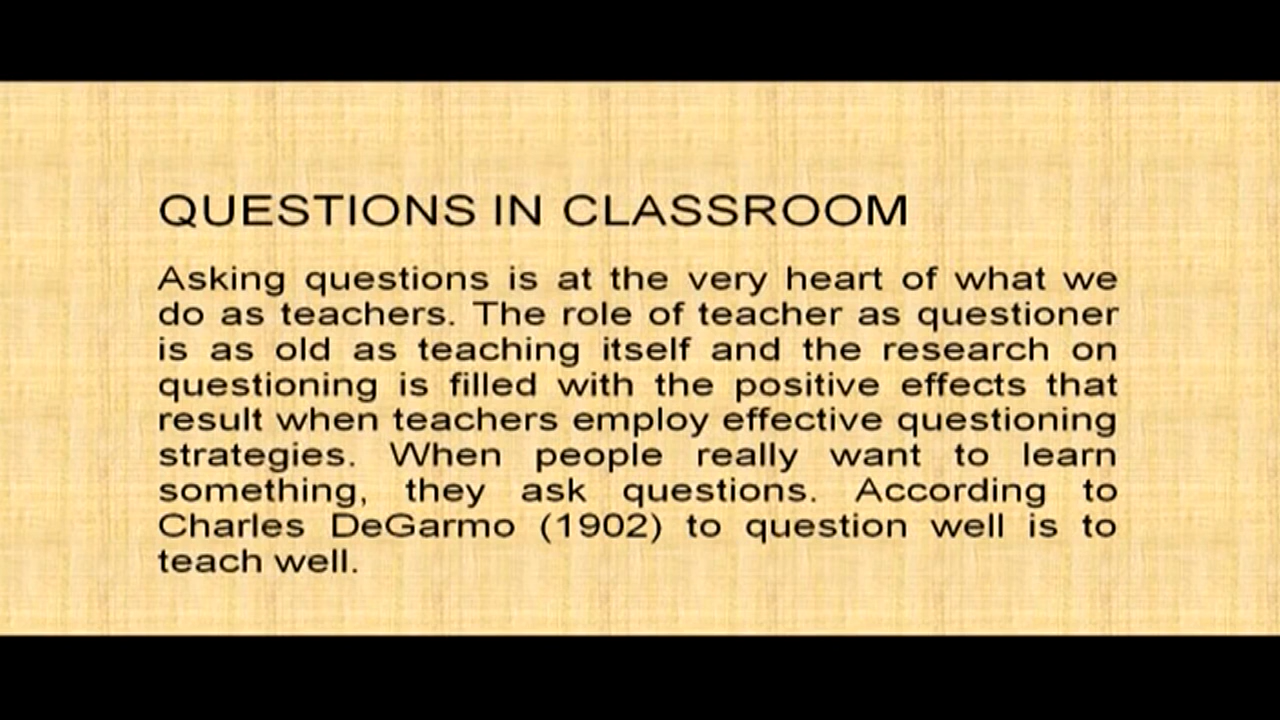 QUESTIONS IN CLASSROOM
Asking questions is at the very heart of what we
do as teachers. The role of teacher as questioner
is as old as teaching itself and the research on
questioning is filled with the positive effects that
result when teachers employ effective questioning
strategies. When people really want to learn
something, they ask questions. According to
Charles DeGarmo (1902) to question well is to
teach well.